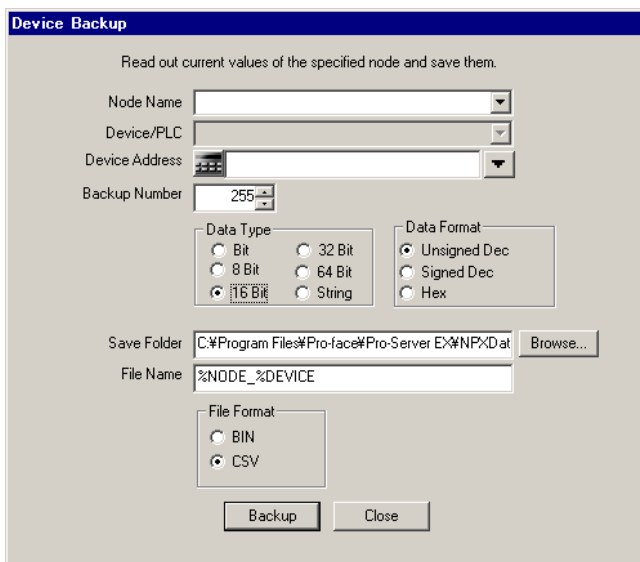 Device Backup
Read out current values of the specified node and save them.
Node Name
Device/PLC
Device Address
Backup Number 255
Data Type
Bit 32 Bit
8 Bit 64 Bit
16 Bit String
Data Format
Unsigned Dec
Signed Dec
Hex
Save Folder C:¥Program Files¥Pro-face¥Pro-Server EX¥NPXDat Browse...
File Name %NODE_%DEVICE
File Format
BIN
CSV
Backup Close